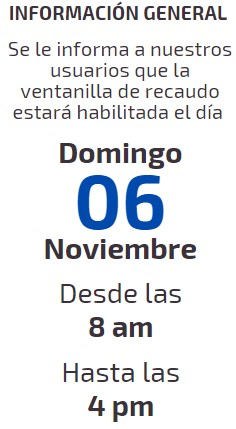 INFORMACIÓN GENERAL
Se le informa a nuestros
usuarios que la
ventanilla de recaudo
estará habilitada el día
Domingo
06
Noviembre
Desde las
8 am
Hasta las
4 pm